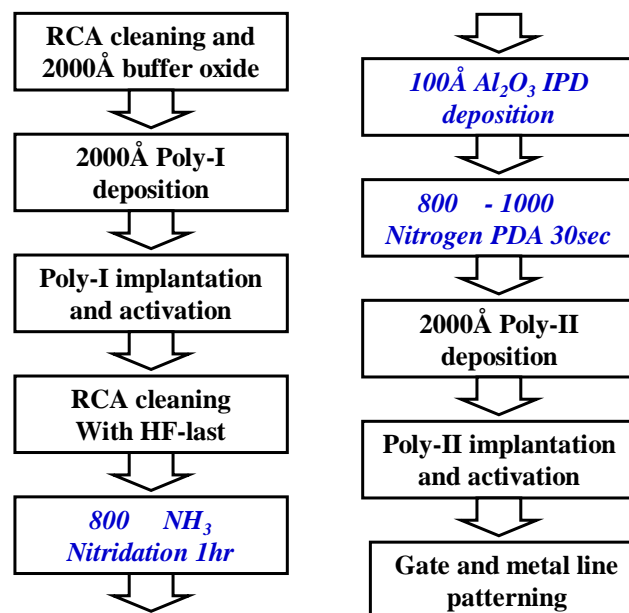 RCA cleaning and
2000Å buffer oxide
2000Å Poly-I
deposition
Poly-I implantation
and activation
RCA cleaning
With HF-last
800 NH₃
Nitridation 1hr
100Å Al₂O₃ IPD
deposition
800 - 1000
Nitrogen PDA 30sec
2000Å Poly-II
deposition
Poly-II implantation
and activation
Gate and metal line
patterning